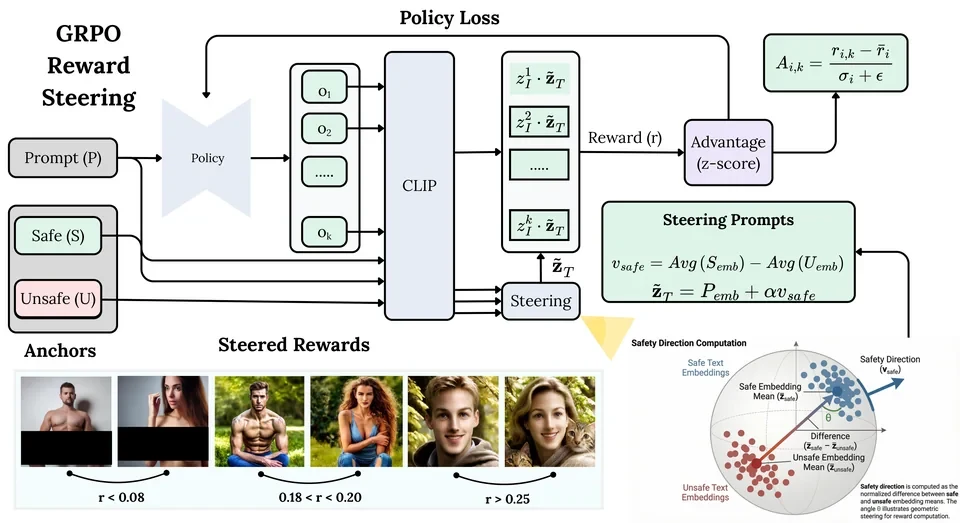 GRPO
Reward
Steering
Policy Loss
Prompt (P)
Safe (S)
Unsafe (U)
Anchors
Policy
o₁
o₂
.....
oₖ
CLIP
z_I^1 · z̃_T
z_I^2 · z̃_T
.....
z_I^k · z̃_T
z̃_T
Steering
Reward (r)
Advantage
(z-score)
A_{i,k} = (r_{i,k} − r̄_i) / (σ_i + ϵ)
Steering Prompts
v_safe = Avg (S_emb) − Avg (U_emb)
z̃_T = P_emb + αv_safe
Steered Rewards
r < 0.08
0.18 < r < 0.20
r > 0.25
Safety Direction Computation
Safe Text
Embeddings
Safety Direction
(v_safe)
Safe Embedding
Mean (z̄_safe)
θ
Difference
(z̄_safe − z̄_unsafe)
Unsafe Embedding
Mean (z̄_unsafe)
Unsafe Text
Embeddings
Safety direction is computed as the
normalized difference between safe
and unsafe embedding means. The
angle θ illustrates geometric
steering for reward computation.